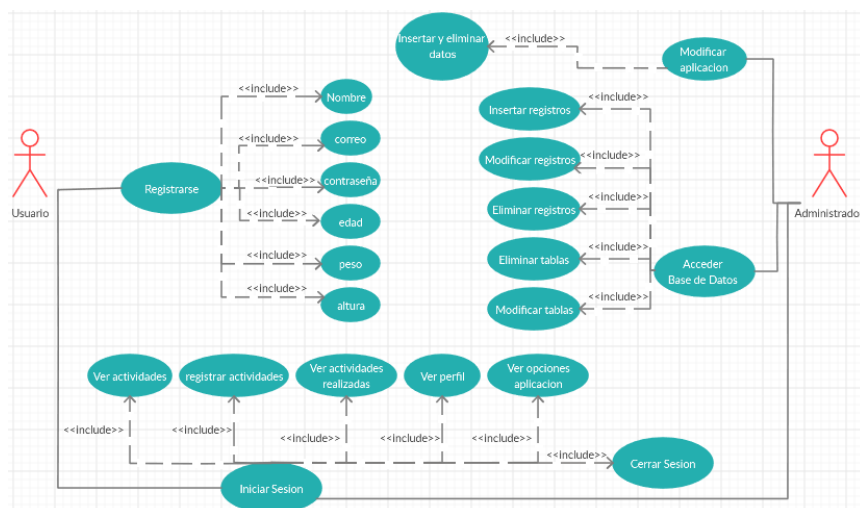 Insertar y eliminar
datos
<<include>>
Modificar
aplicacion
<<include>>
Nombre
Insertar registros
<<include>>
<<include>>
correo
Modificar registros
<<include>>
Usuario
Registrarse
<<include>>
contraseña
Administrado
Eliminar registros
<<include>>
<<include>>
edad
Eliminar tablas
<<include>>
<<include>>
peso
Acceder
Base de Datos
<<include>>
altura
Modificar tablas
<<include>>
Ver actividades
registrar actividades
Ver actividades
realizadas
Ver perfil
Ver opciones
aplicacion
<<include>>
<<include>>
<<include>>
<<include>>
<<include>>
<<include>>
Cerrar Sesion
Iniciar Sesion